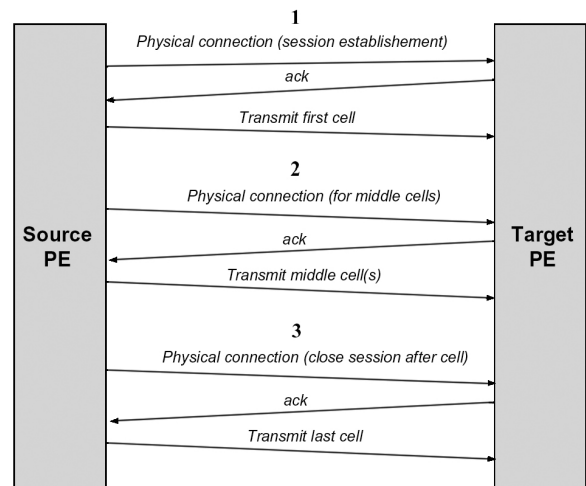 1
Physical connection (session establishement)
ack
Transmit first cell
2
Physical connection (for middle cells)
Source
PE
Target
PE
ack
Transmit middle cell(s)
3
Physical connection (close session after cell)
ack
Transmit last cell